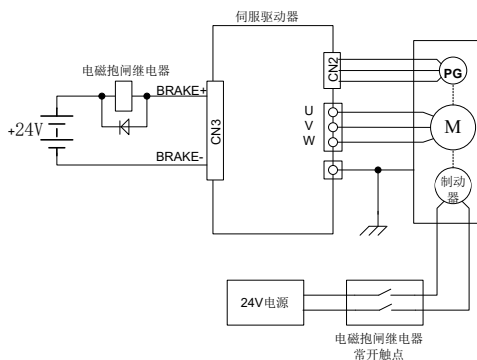 伺服驱动器
电磁抱闸继电器
BRAKE+
+24V
BRAKE-
CN3
CN2
PG
U
V
W
M
制动
器
24V电源
电磁抱闸继电器
常开触点